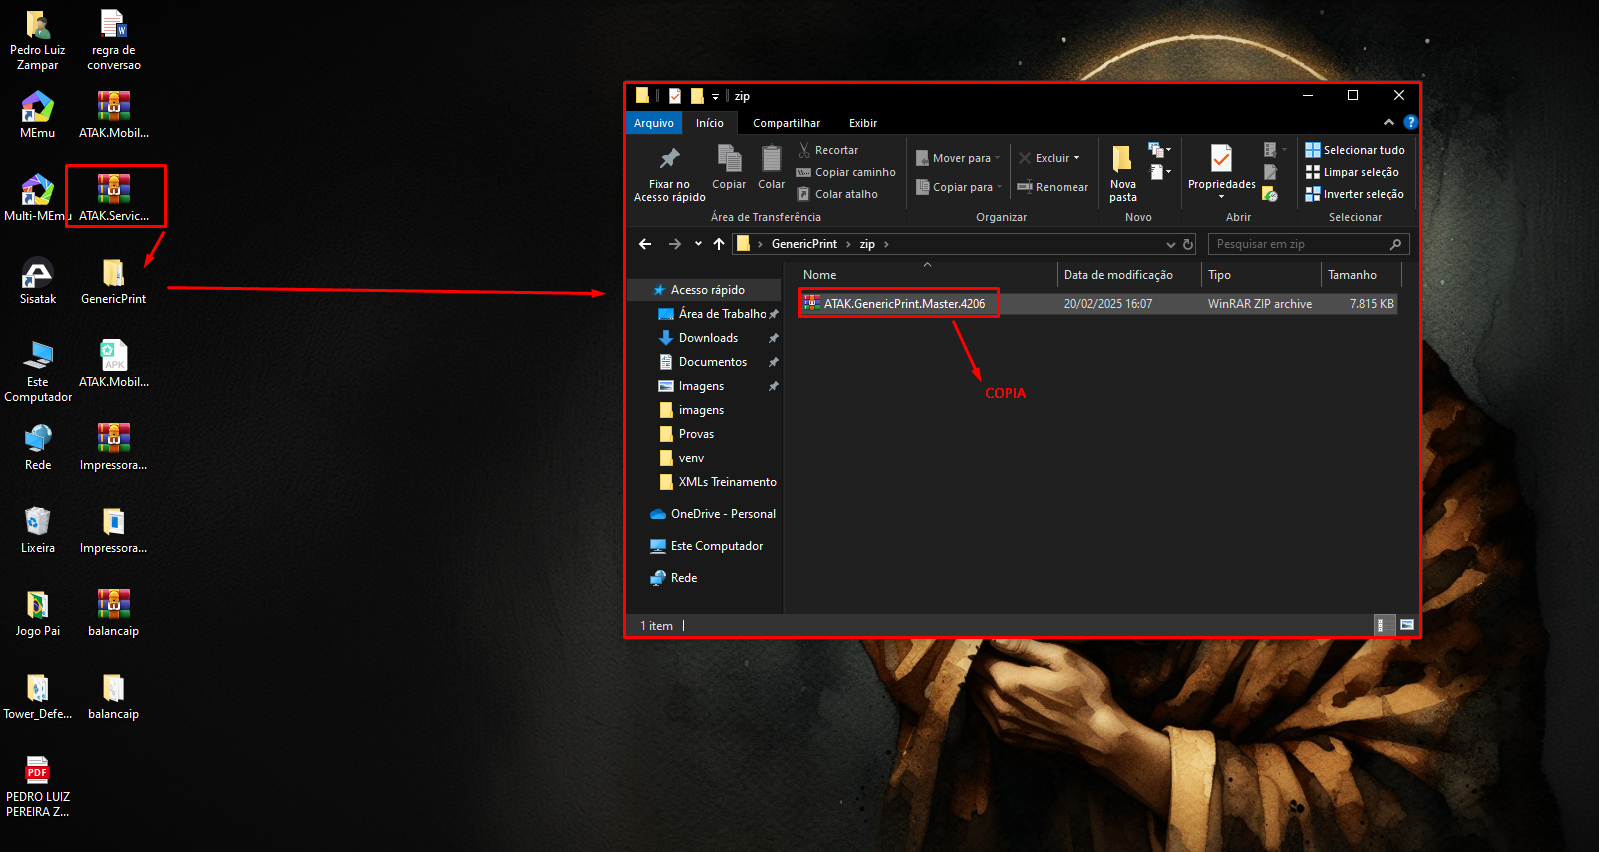 Pedro Luiz
Zampar
regra de
conversao
MEmu
ATAK.Mobil...
Multi-MEmu
ATAK.Servic...
Sisatak
GenericPrint
Este
Computador
APK
ATAK.Mobil...
Rede
Impressora...
Lixeira
Impressora...
Jogo Pai
balancaip
Tower_Defe...
balancaip
PDF
PEDRO LUIZ
PEREIRA Z...
zip
Arquivo
Início
Compartilhar
Exibir
?
Fixar no
Acesso rápido
Copiar
Colar
Recortar
Copiar caminho
Colar atalho
Área de Transferência
Mover para
Copiar para
Excluir
Renomear
Organizar
Nova
pasta
Novo
Propriedades
Abrir
Selecionar tudo
Limpar seleção
Inverter seleção
Selecionar
GenericPrint
zip
Pesquisar em zip
Nome
Data de modificação
Tipo
Tamanho
ATAK.GenericPrint.Master.4206
20/02/2025 16:07
WinRAR ZIP archive
7.815 KB
COPIA
Acesso rápido
Área de Trabalho
Downloads
Documentos
Imagens
imagens
Provas
venv
XMLs Treinamento
OneDrive - Personal
Este Computador
Rede
1 item